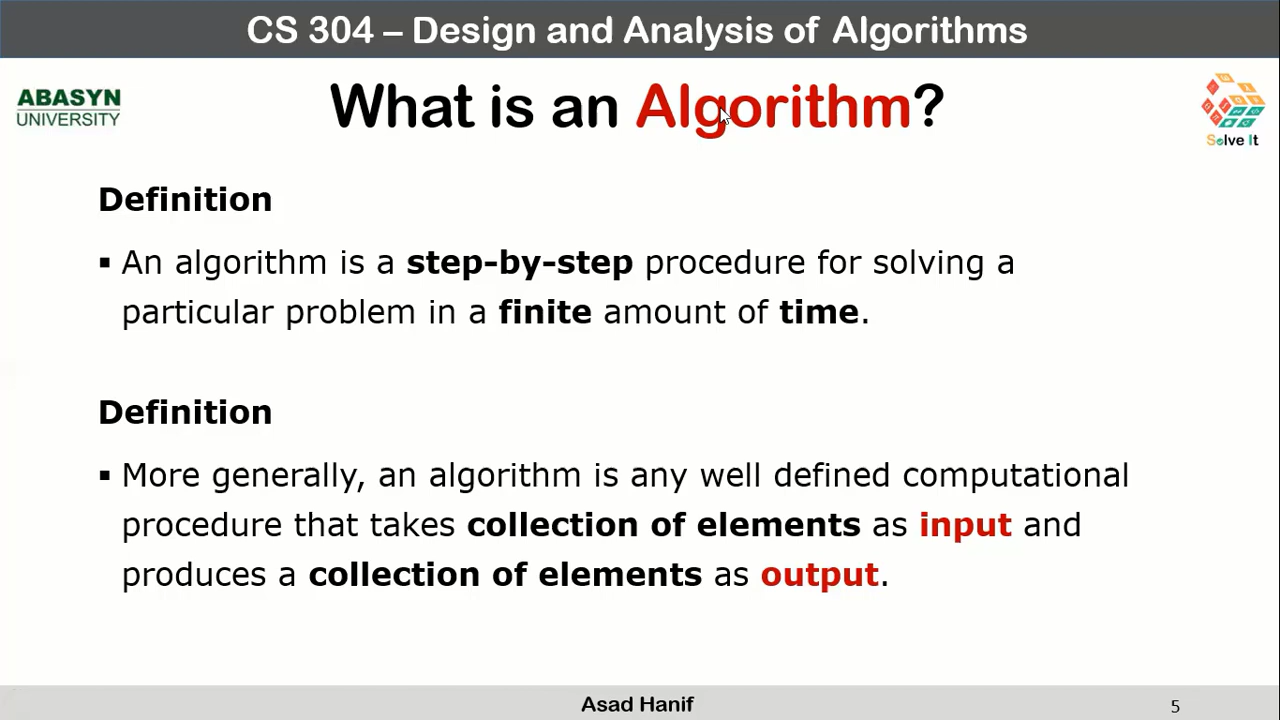 CS 304 – Design and Analysis of Algorithms
ABASYN
UNIVERSITY
What is an Algorithm?
Solve It
Definition
▪ An algorithm is a step-by-step procedure for solving a
particular problem in a finite amount of time.
Definition
▪ More generally, an algorithm is any well defined computational
procedure that takes collection of elements as input and
produces a collection of elements as output.
Asad Hanif
5